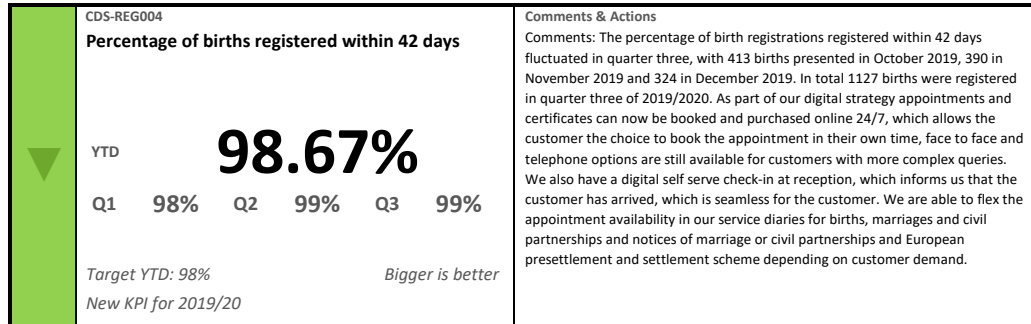 CDS-REG004
Percentage of births registered within 42 days
YTD 98.67%
Q1 98% Q2 99% Q3 99%
Target YTD: 98% Bigger is better
New KPI for 2019/20
Comments & Actions
Comments: The percentage of birth registrations registered within 42 days
fluctuated in quarter three, with 413 births presented in October 2019, 390 in
November 2019 and 324 in December 2019. In total 1127 births were registered
in quarter three of 2019/2020. As part of our digital strategy appointments and
certificates can now be booked and purchased online 24/7, which allows the
customer the choice to book the appointment in their own time, face to face and
telephone options are still available for customers with more complex queries.
We also have a digital self serve check-in at reception, which informs us that the
customer has arrived, which is seamless for the customer. We are able to flex the
appointment availability in our service diaries for births, marriages and civil
partnerships and notices of marriage or civil partnerships and European
presettlement and settlement scheme depending on customer demand.